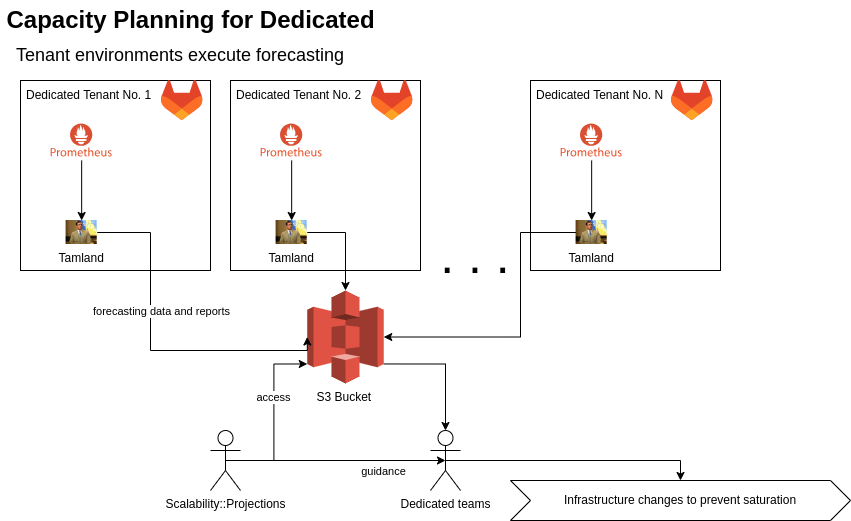 Capacity Planning for Dedicated
Tenant environments execute forecasting
Dedicated Tenant No. 1
Dedicated Tenant No. 2
Dedicated Tenant No. N
Prometheus
Prometheus
Prometheus
Tamland
Tamland
Tamland
. . .
forecasting data and reports
S3 Bucket
access
guidance
Scalability::Projections
Dedicated teams
Infrastructure changes to prevent saturation